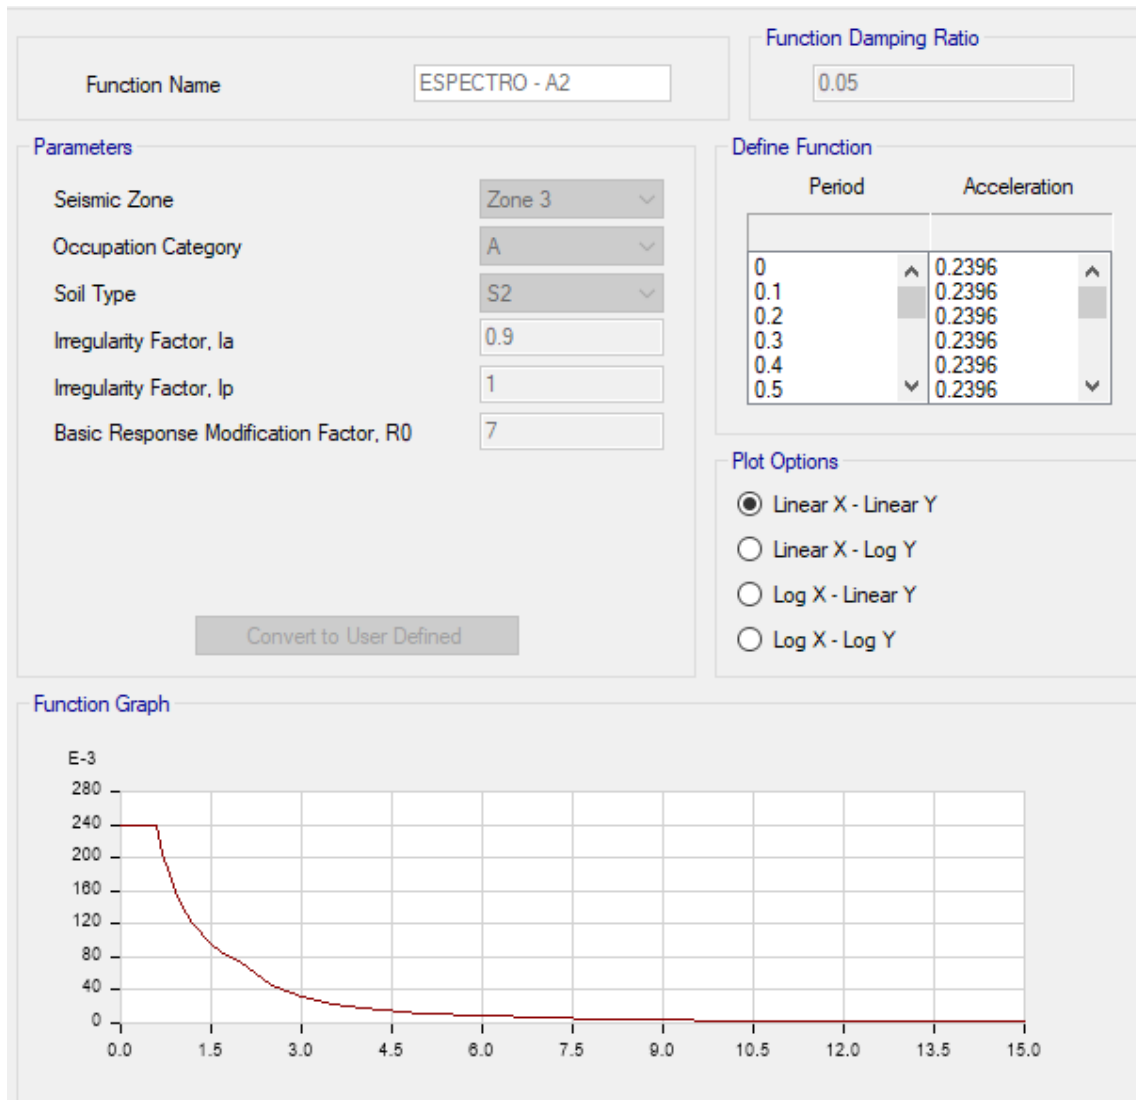 Function Damping Ratio
Function Name ESPECTRO - A2 0.05
Parameters
Seismic Zone Zone 3
Occupation Category A
Soil Type S2
Irregularity Factor, Ia 0.9
Irregularity Factor, Ip 1
Basic Response Modification Factor, R0 7
Convert to User Defined
Define Function
Period Acceleration
0 0.2396
0.1 0.2396
0.2 0.2396
0.3 0.2396
0.4 0.2396
0.5 0.2396
Plot Options
Linear X - Linear Y
Linear X - Log Y
Log X - Linear Y
Log X - Log Y
Function Graph
E-3
280
240
200
160
120
80
40
0
0.0 1.5 3.0 4.5 6.0 7.5 9.0 10.5 12.0 13.5 15.0